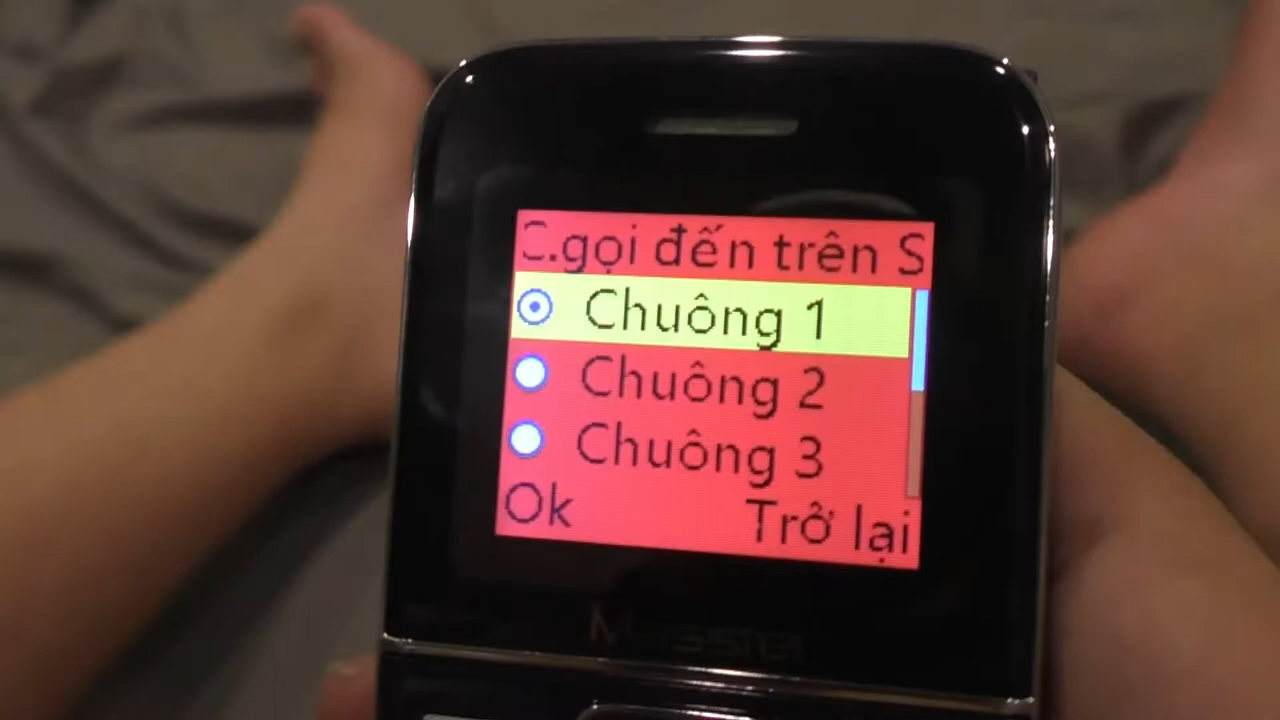 C.gọi đến trên S
Chuông 1
Chuông 2
Chuông 3
Ok
Trở lại